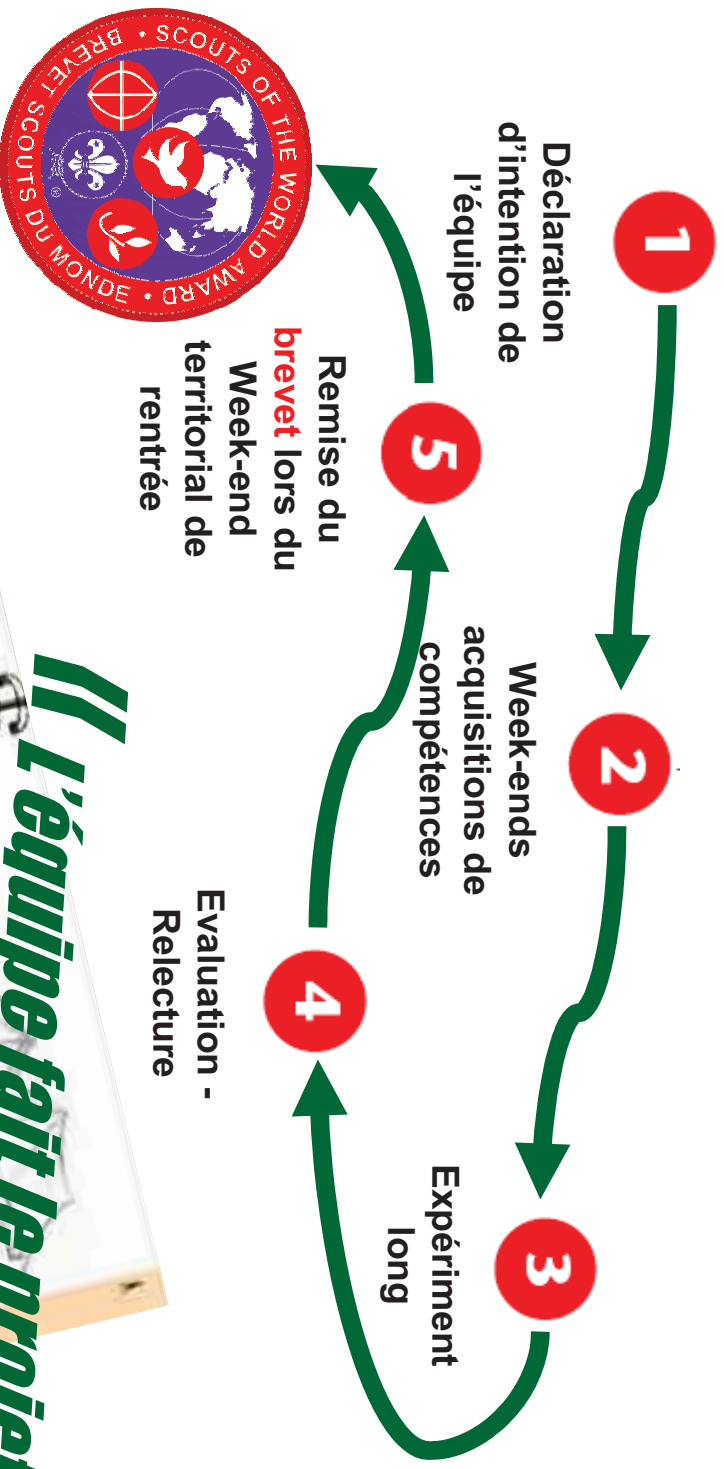 1
Déclaration
d'intention de
l'équipe
2
Week-ends
acquisitions de
compétences
3
Expériment
long
4
Evaluation -
Relecture
5
Remise du
brevet lors du
Week-end
territorial de
rentrée
SCOUTS OF THE WORLD AWARD •
BREVET SCOUTS DU MONDE •
« L'équipe fait le projet